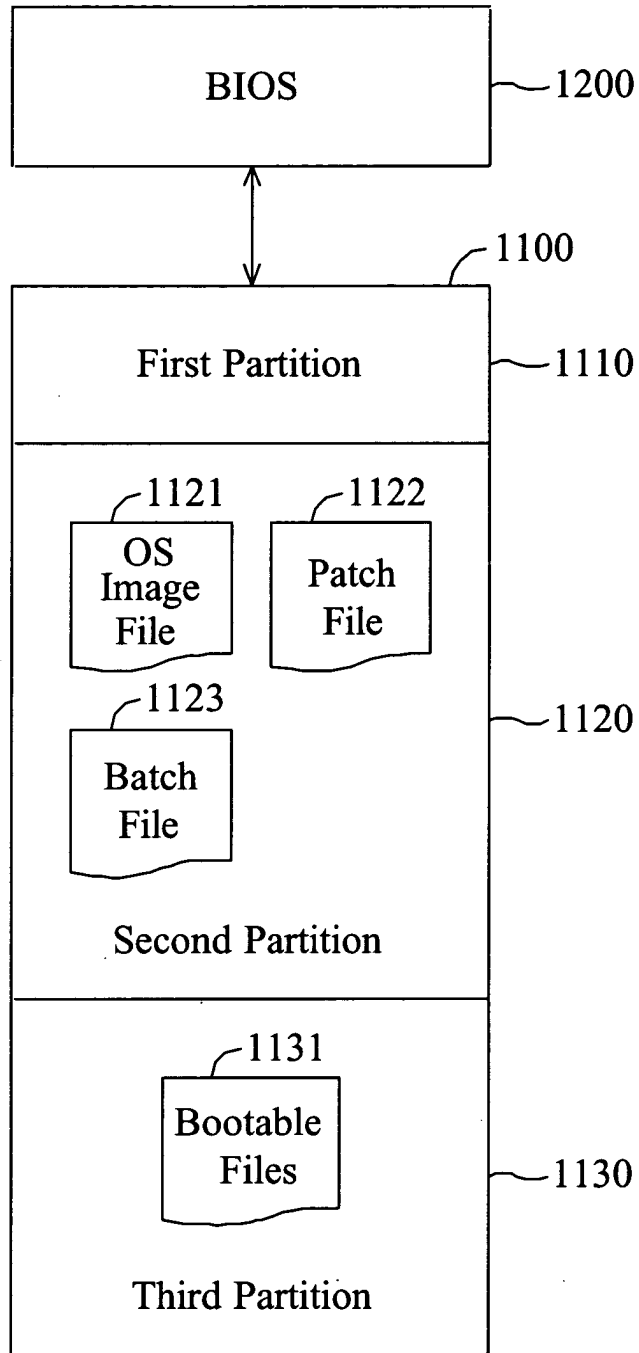 BIOS
1200
1100
First Partition
1110
1121
1122
OS
Image
File
Patch
File
1123
1120
Batch
File
Second Partition
1131
Bootable
Files
1130
Third Partition